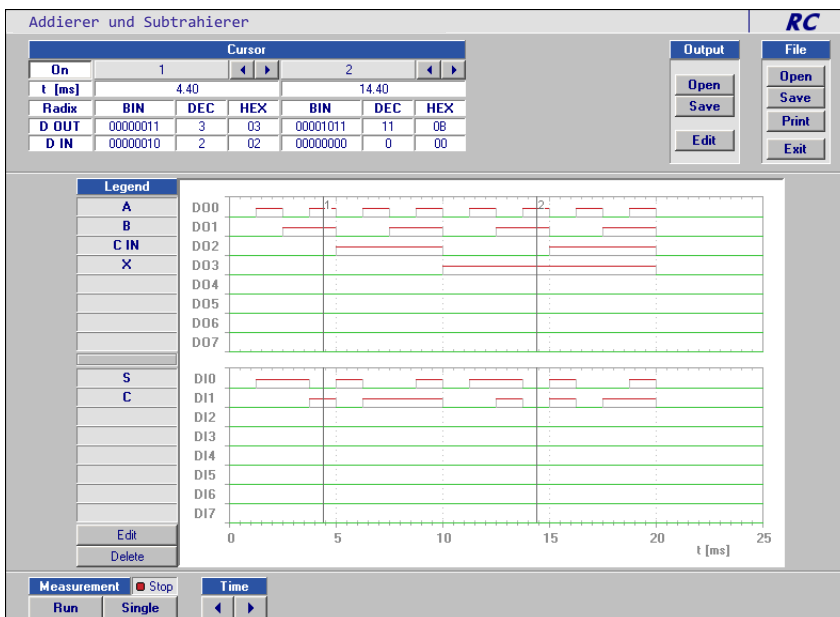 Addierer und Subtrahierer RC
Cursor
On 1 2
t [ms] 4.40 14.40
Radix BIN DEC HEX BIN DEC HEX
D OUT 00000011 3 03 00001011 11 0B
D IN 00000010 2 02 00000000 0 00
Output
Open
Save
Edit
File
Open
Save
Print
Exit
Legend
A
B
C IN
X
S
C
Edit
Delete
1 2
DO0
DO1
DO2
DO3
DO4
DO5
DO6
DO7
DI0
DI1
DI2
DI3
DI4
DI5
DI6
DI7
0 5 10 15 20 25
t [ms]
Measurement Stop
Run Single
Time